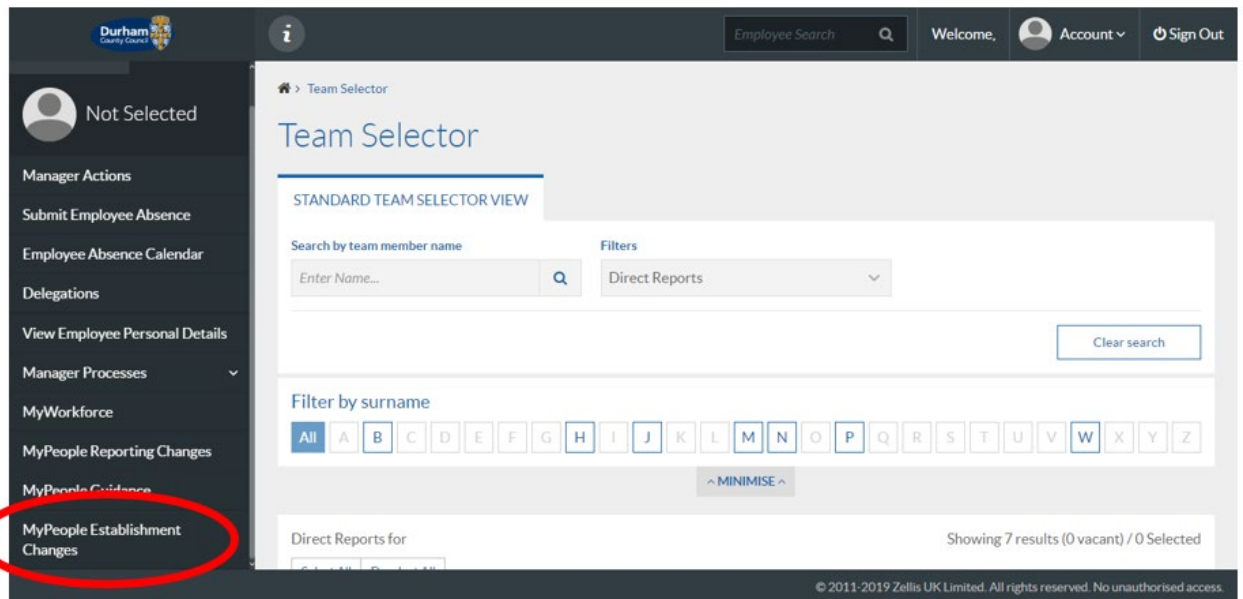 Durham
County Council
i
Employee Search
Welcome,
Account
Sign Out
Not Selected
Manager Actions
Submit Employee Absence
Employee Absence Calendar
Delegations
View Employee Personal Details
Manager Processes
MyWorkforce
MyPeople Reporting Changes
MyPeople Guidance
MyPeople Establishment
Changes
> Team Selector
Team Selector
STANDARD TEAM SELECTOR VIEW
Search by team member name
Filters
Enter Name...
Direct Reports
Clear search
Filter by surname
All A B C D E F G H I J K L M N O P Q R S T U V W X Y Z
MINIMISE
Direct Reports for
Showing 7 results (0 vacant) / 0 Selected
© 2011-2019 Zellis UK Limited. All rights reserved. No unauthorised access.